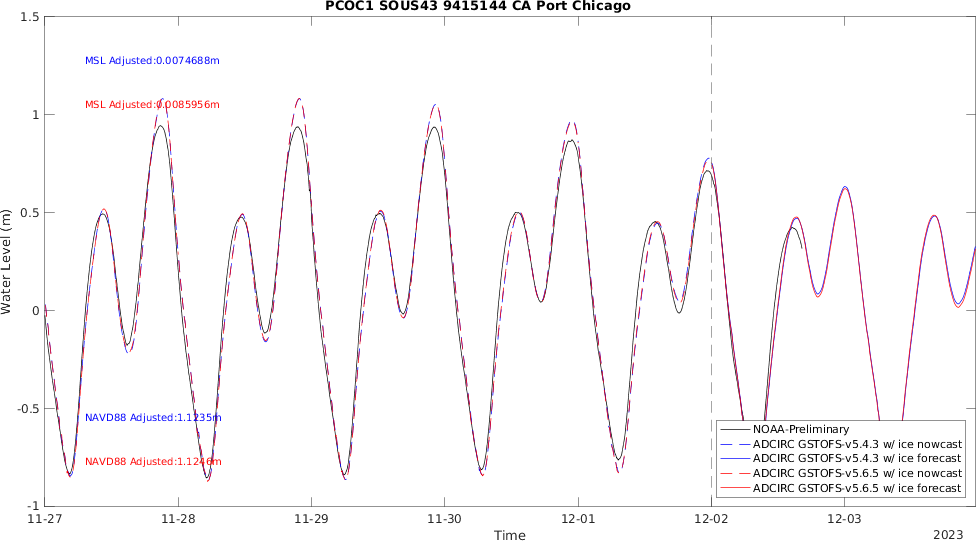 PCOC1 SOUS43 9415144 CA Port Chicago
1.5
MSL Adjusted:0.0074688m
1
MSL Adjusted:0.0085956m
0.5
Water Level (m)
0
-0.5
NAVD88 Adjusted:1.1235m
NOAA-Preliminary
ADCIRC GSTOFS-v5.4.3 w/ ice nowcast
ADCIRC GSTOFS-v5.4.3 w/ ice forecast
NAVD88 Adjusted:1.1246m
ADCIRC GSTOFS-v5.6.5 w/ ice nowcast
ADCIRC GSTOFS-v5.6.5 w/ ice forecast
-1
11-27 11-28 11-29 11-30 12-01 12-02 12-03
Time
2023